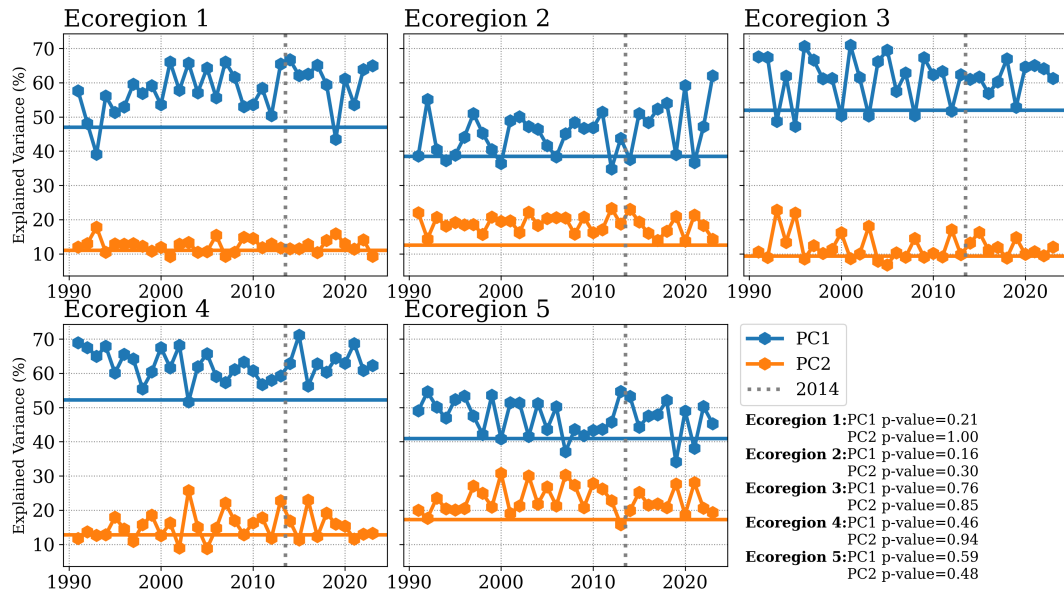 Ecoregion 1
Ecoregion 2
Ecoregion 3
Explained Variance (%)
70
60
50
40
30
20
10
1990 2000 2010 2020
1990 2000 2010 2020
1990 2000 2010 2020
Ecoregion 4
Ecoregion 5
Explained Variance (%)
70
60
50
40
30
20
10
1990 2000 2010 2020
1990 2000 2010 2020
PC1
PC2
2014
Ecoregion 1:PC1 p-value=0.21
PC2 p-value=1.00
Ecoregion 2:PC1 p-value=0.16
PC2 p-value=0.30
Ecoregion 3:PC1 p-value=0.76
PC2 p-value=0.85
Ecoregion 4:PC1 p-value=0.46
PC2 p-value=0.94
Ecoregion 5:PC1 p-value=0.59
PC2 p-value=0.48